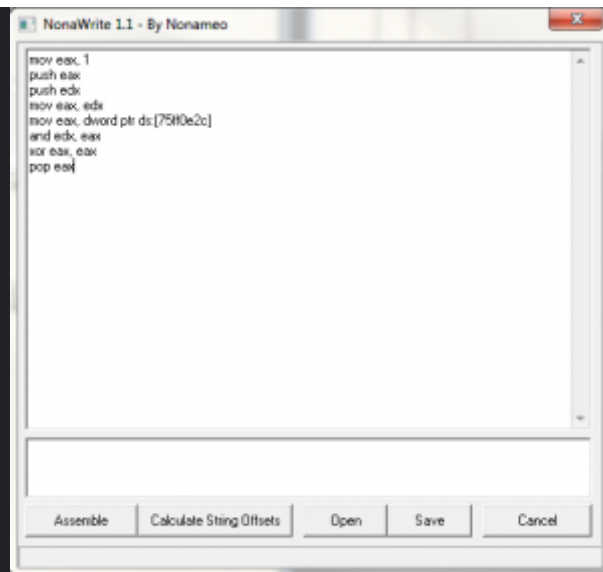 NonaWrite 1.1 - By Nonameo
mov eax, 1
push eax
push edx
mov eax, edx
mov eax, dword ptr ds:[75ff0e2c]
and edx, eax
xor eax, eax
pop eax
Assemble
Calculate String Offsets
Open
Save
Cancel